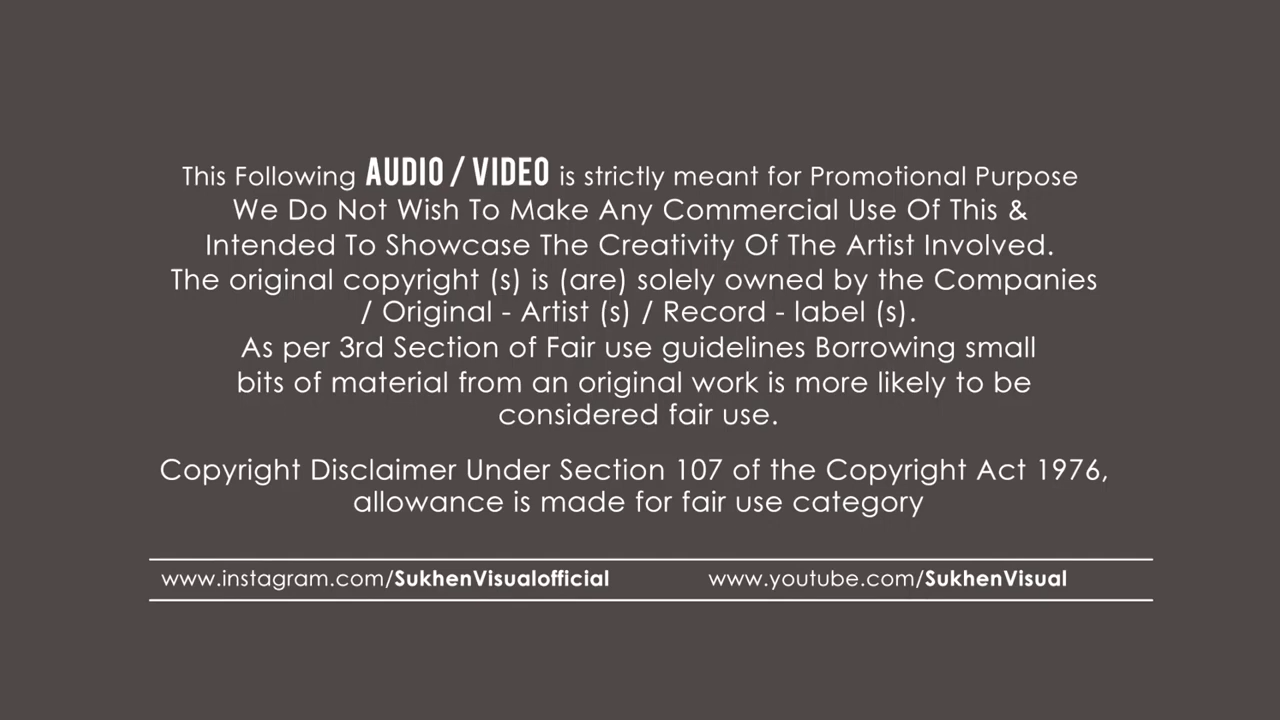 This Following AUDIO / VIDEO is strictly meant for Promotional Purpose
We Do Not Wish To Make Any Commercial Use Of This &
Intended To Showcase The Creativity Of The Artist Involved.
The original copyright (s) is (are) solely owned by the Companies
/ Original - Artist (s) / Record - label (s).
As per 3rd Section of Fair use guidelines Borrowing small
bits of material from an original work is more likely to be
considered fair use.
Copyright Disclaimer Under Section 107 of the Copyright Act 1976,
allowance is made for fair use category
www.instagram.com/SukhenVisualofficial www.youtube.com/SukhenVisual